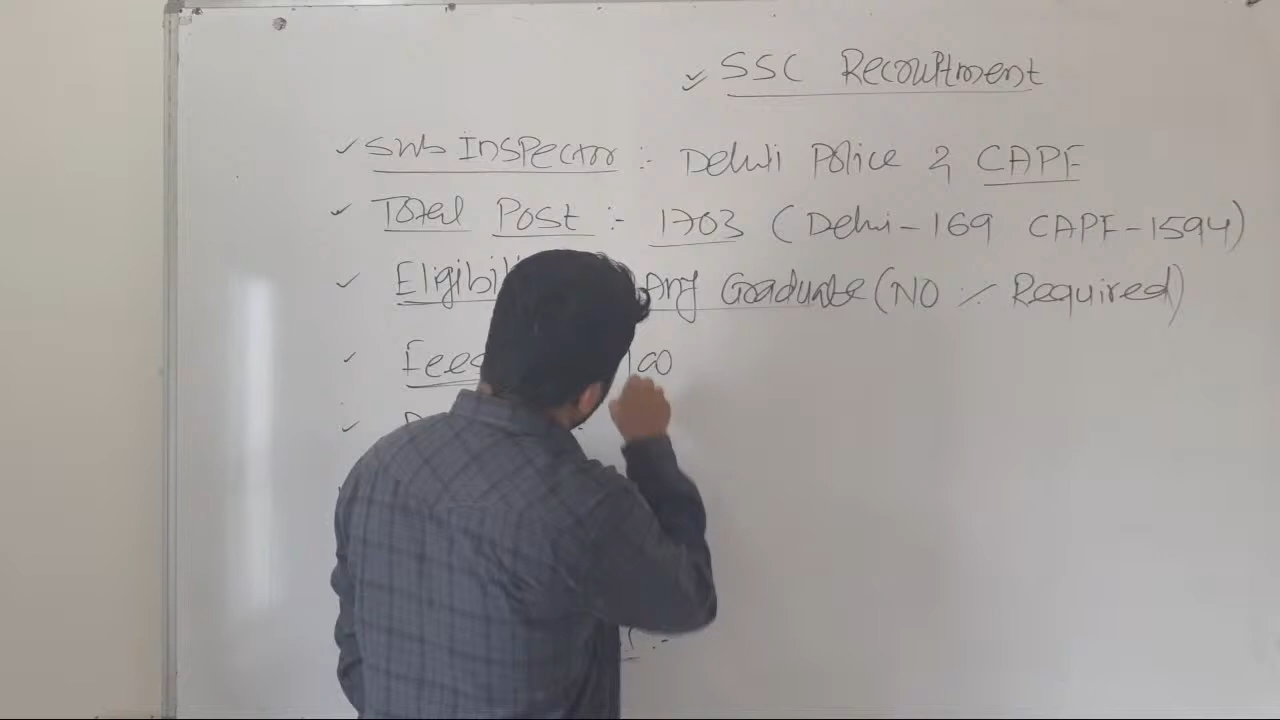 SSC Recruitment
Sub Inspector :- Delhi Police & CAPF
Total Post :- 1703 (Delhi-169 CAPF-1594)
Any Graduate (NO % Required)
Fees 100